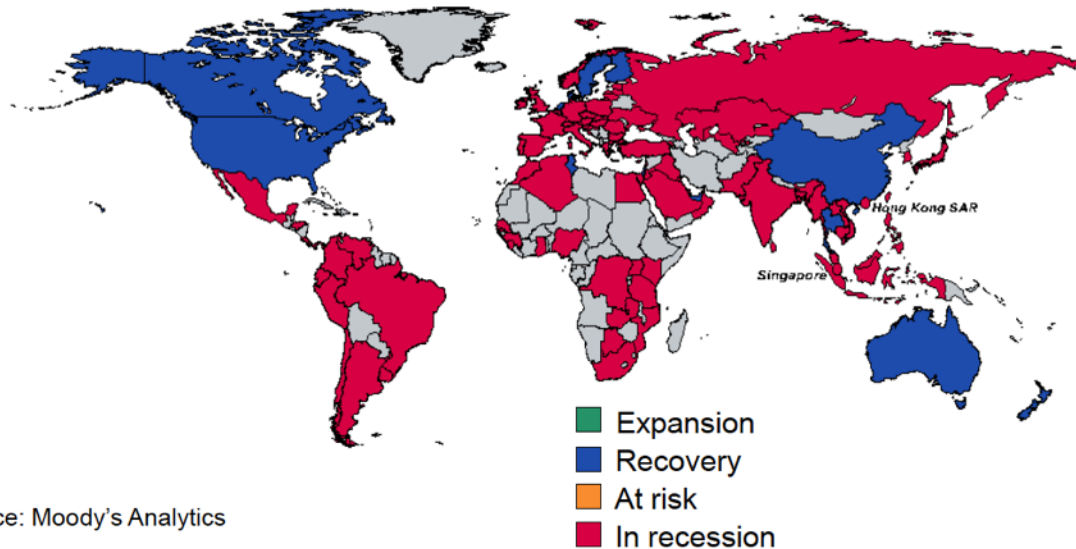 Hong Kong SAR
Singapore
Expansion
Recovery
At risk
In recession
ce: Moody's Analytics